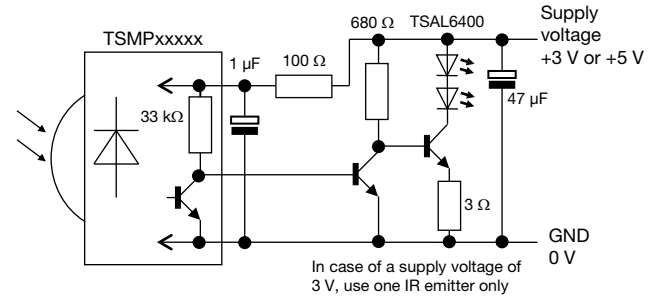 TSMPxxxxx
680 Ω
TSAL6400
Supply
voltage
+3 V or +5 V
1 µF
100 Ω
33 kΩ
47 µF
3 Ω
GND
0 V
In case of a supply voltage of
3 V, use one IR emitter only